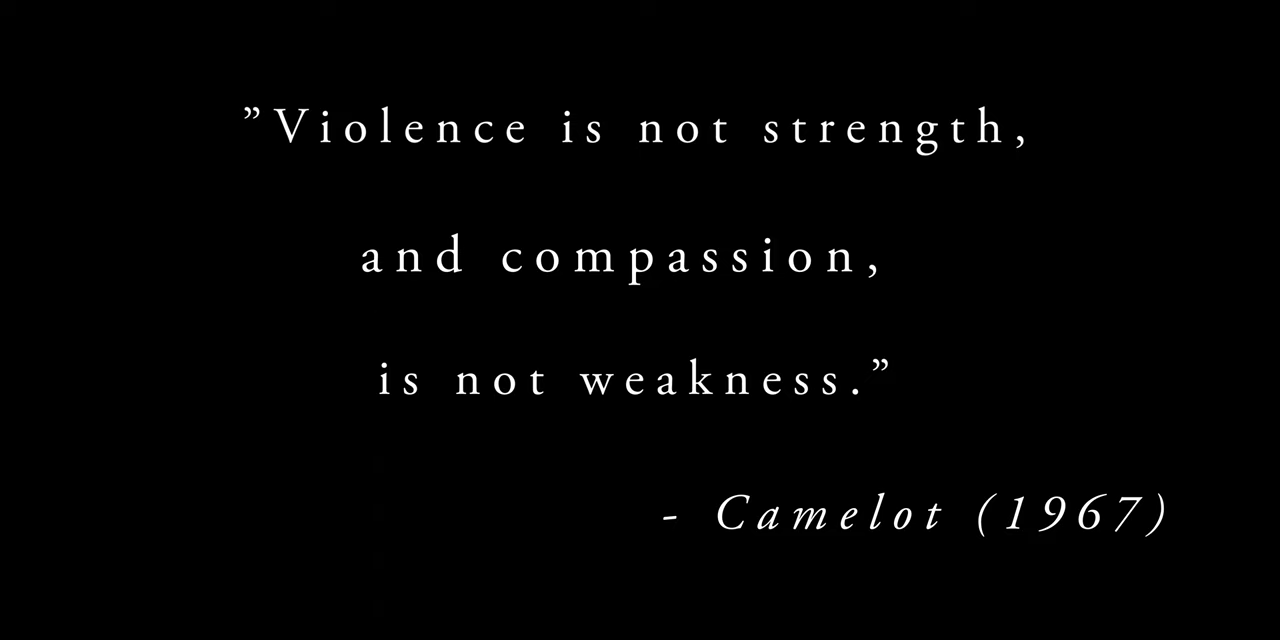 ”Violence is not strength,
and compassion,
is not weakness.”
- Camelot (1967)